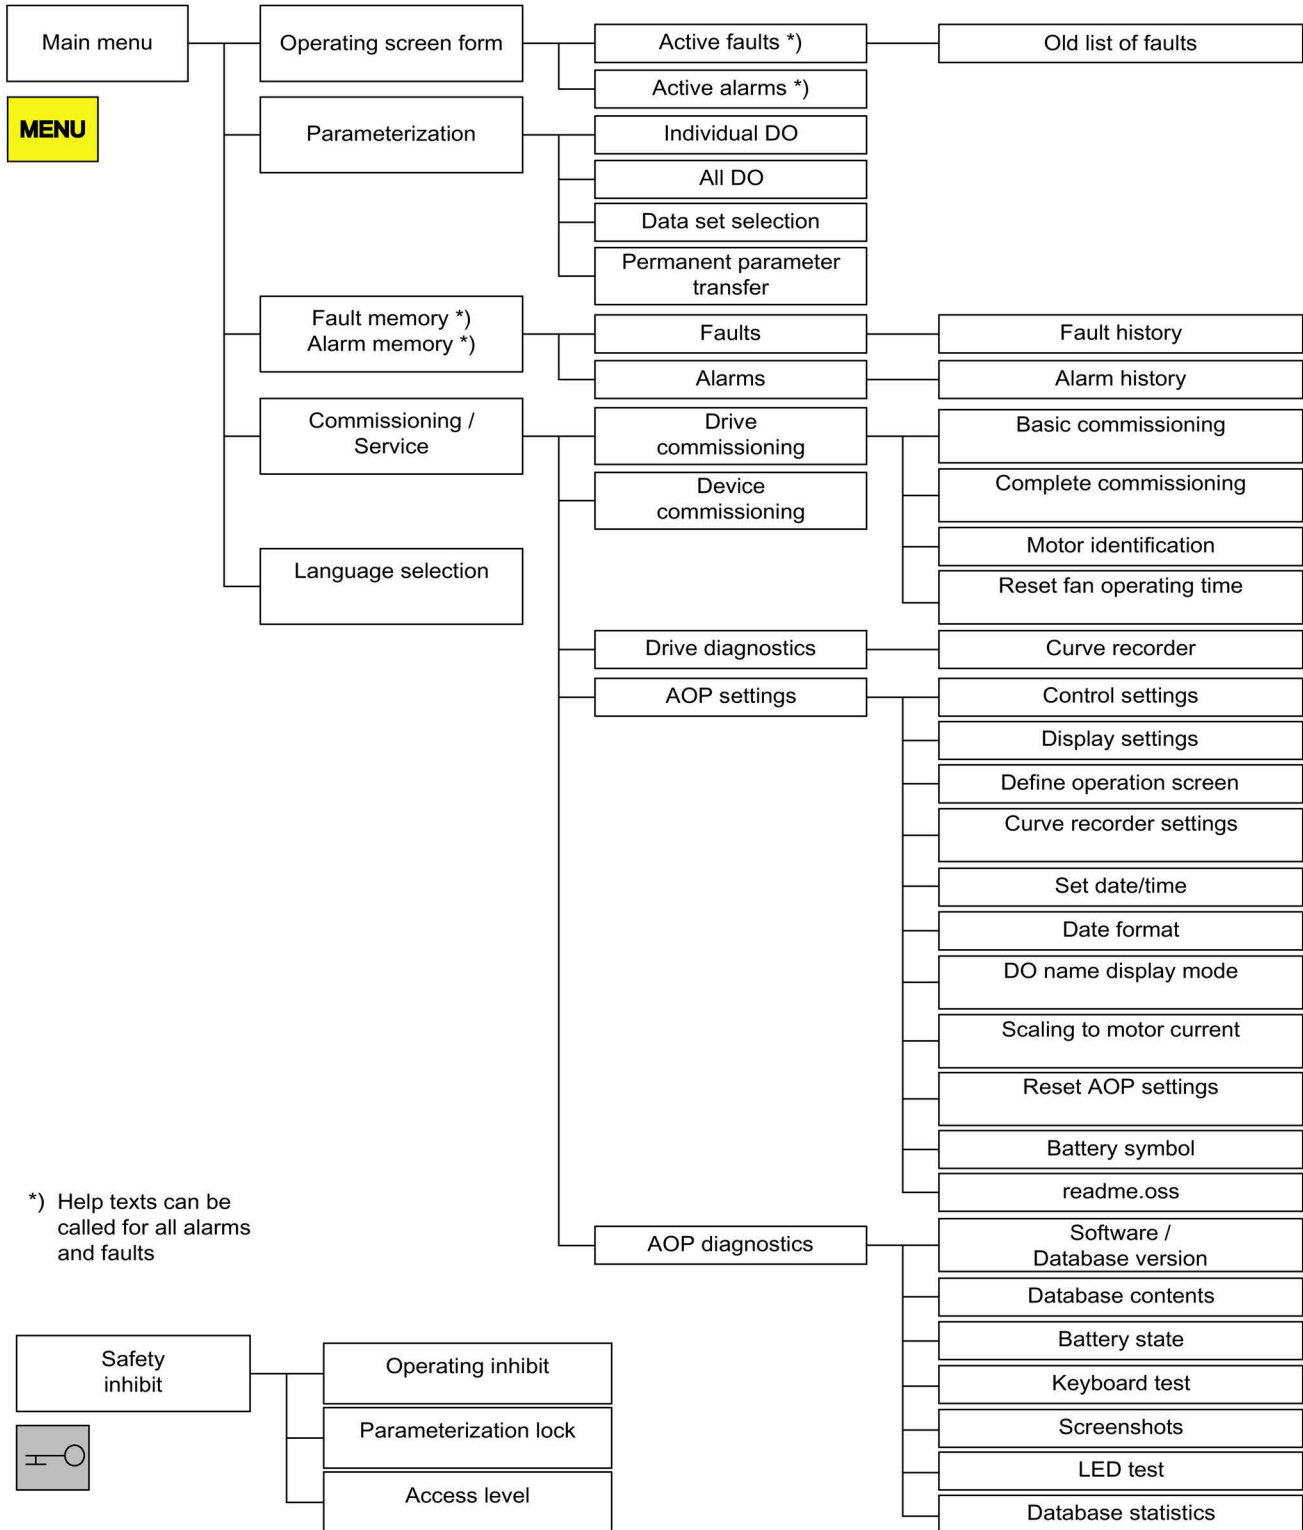 Main menu
Operating screen form
Active faults *)
Old list of faults
Active alarms *)
MENU
Parameterization
Individual DO
All DO
Data set selection
Permanent parameter
transfer
Fault memory *)
Alarm memory *)
Faults
Fault history
Alarms
Alarm history
Commissioning /
Service
Drive
commissioning
Basic commissioning
Device
commissioning
Complete commissioning
Motor identification
Language selection
Reset fan operating time
Drive diagnostics
Curve recorder
AOP settings
Control settings
Display settings
Define operation screen
Curve recorder settings
Set date/time
Date format
DO name display mode
Scaling to motor current
Reset AOP settings
Battery symbol
readme.oss
*) Help texts can be
called for all alarms
and faults
AOP diagnostics
Software /
Database version
Database contents
Battery state
Keyboard test
Screenshots
LED test
Database statistics
Safety
inhibit
Operating inhibit
Parameterization lock
Access level